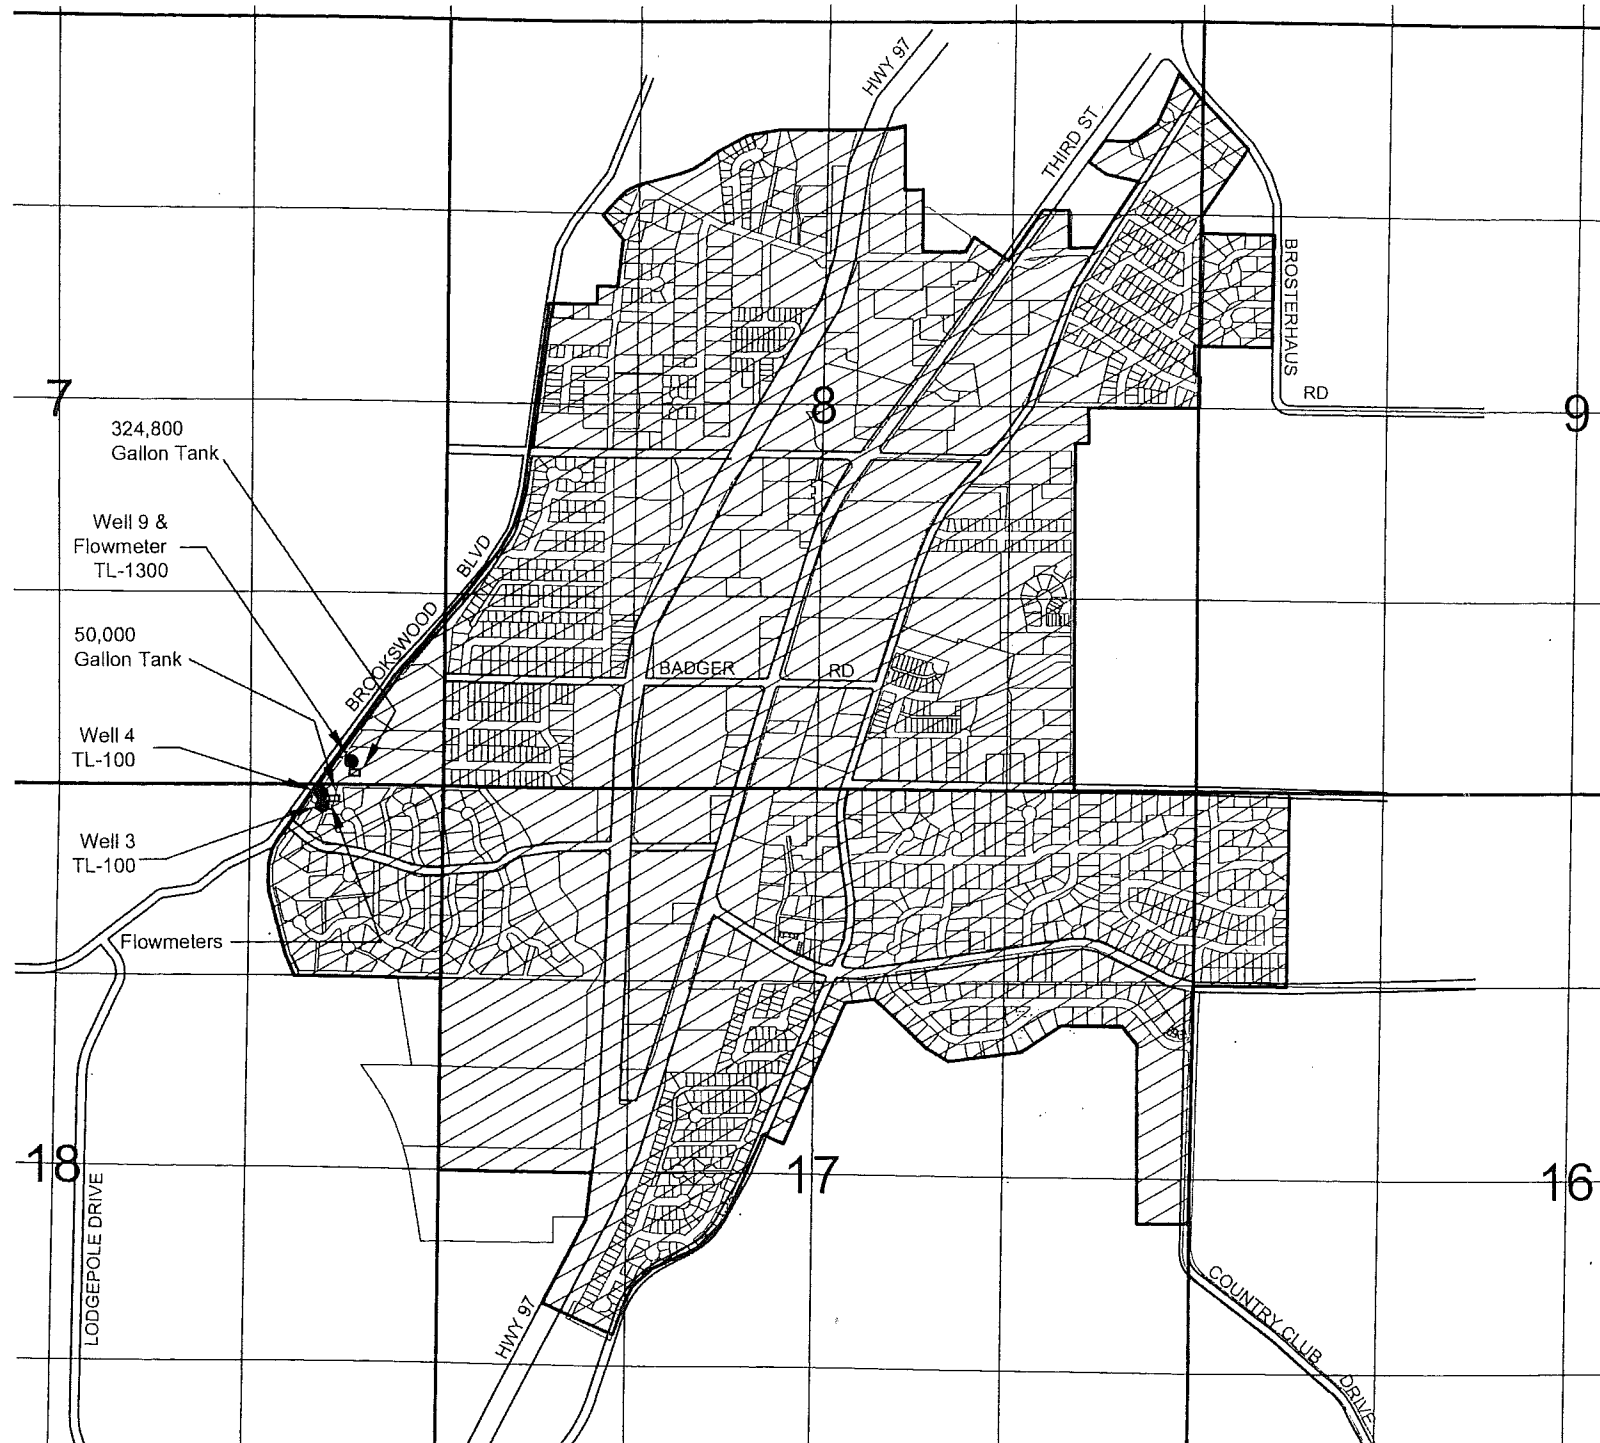 HWY 97
THIRD ST.
BROSTERHAUS
RD
7
8
9
324,800
Gallon Tank
Well 9 &
Flowmeter
TL-1300
50,000
Gallon Tank
BROOKSWOOD BLVD
BADGER RD
Well 4
TL-100
Well 3
TL-100
Flowmeters
18
17
16
LODGEPOLE DRIVE
HWY 97
COUNTRY CLUB DRIVE